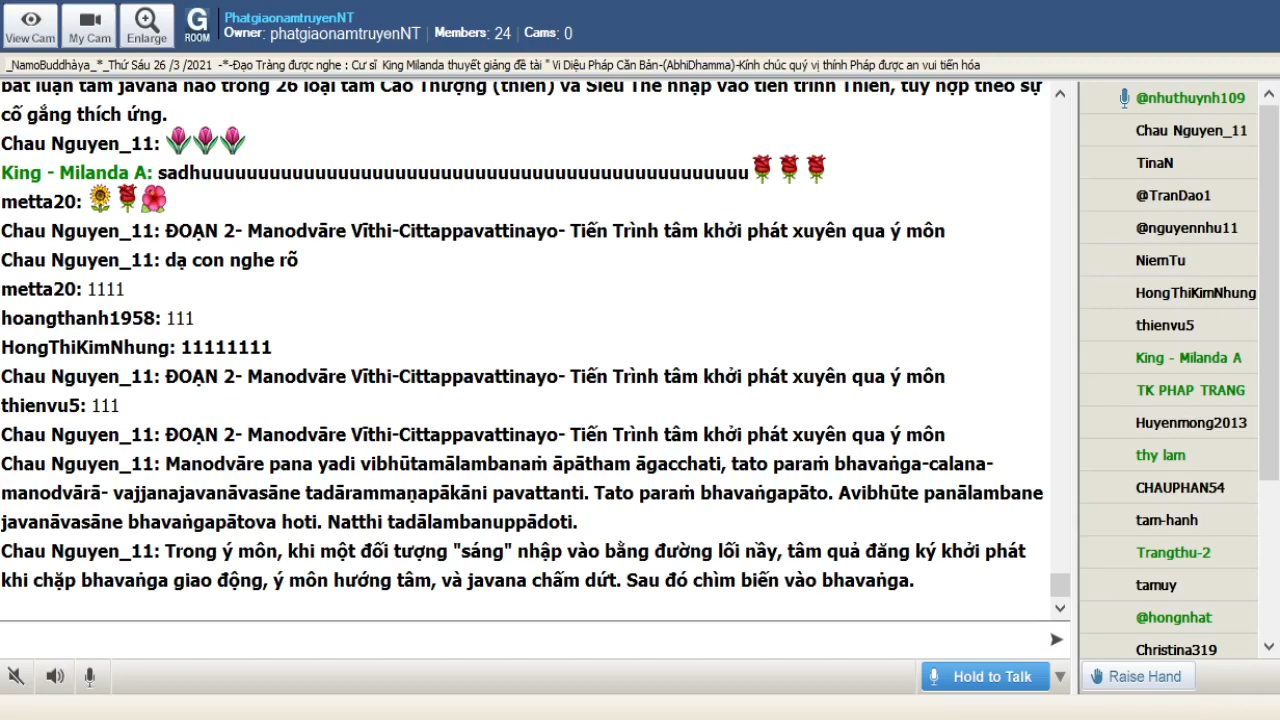 View Cam
My Cam
Enlarge
G
ROOM
PhatgiaonamtruyenNT
Owner: phatgiaonamtruyenNT | Members: 24 | Cams: 0
_NamoBuddhàya_*_Thứ Sáu 26 /3 /2021 -*-Đạo Tràng được nghe : Cư sĩ King Milanda thuyết giảng đề tài " Vi Diệu Pháp Căn Bản-(AbhiDhamma)-Kính chúc quý vị thính Pháp được an vui tiến hóa
bất luận tâm javana nào trong 26 loại tâm Cao Thượng (thiền) và Siêu Thế nhập vào tiến trình Thiền, tùy hợp theo sự
cố gắng thích ứng.
Chau Nguyen_11:
King - Milanda A: sadhuuuuuuuuuuuuuuuuuuuuuuuuuuuuuuuuuuuuuuuuuuuuuuuu
metta20:
Chau Nguyen_11: ĐOẠN 2- Manodvāre Vīthi-Cittappavattinayo- Tiến Trình tâm khởi phát xuyên qua ý môn
Chau Nguyen_11: dạ con nghe rõ
metta20: 1111
hoangthanh1958: 111
HongThiKimNhung: 11111111
Chau Nguyen_11: ĐOẠN 2- Manodvāre Vīthi-Cittappavattinayo- Tiến Trình tâm khởi phát xuyên qua ý môn
thienvu5: 111
Chau Nguyen_11: ĐOẠN 2- Manodvāre Vīthi-Cittappavattinayo- Tiến Trình tâm khởi phát xuyên qua ý môn
Chau Nguyen_11: Manodvāre pana yadi vibhūtamālambanaṁ āpātham āgacchati, tato paraṁ bhavaṅga-calana-
manodvārā- vajjanajavanāvasāne tadārammaṇapākāni pavattanti. Tato paraṁ bhavaṅgapāto. Avibhūte panālambane
javanāvasāne bhavaṅgapātova hoti. Natthi tadālambanuppādoti.
Chau Nguyen_11: Trong ý môn, khi một đối tượng "sáng" nhập vào bằng đường lối nầy, tâm quả đăng ký khởi phát
khi chặp bhavaṅga giao động, ý môn hướng tâm, và javana chấm dứt. Sau đó chìm biến vào bhavaṅga.
Hold to Talk
@nhuthuynh109
Chau Nguyen_11
TinaN
@TranDao1
@nguyennhu11
NiemTu
HongThiKimNhung
thienvu5
King - Milanda A
TK PHAP TRANG
Huyenmong2013
thy lam
CHAUPHAN54
tam-hanh
Trangthu-2
tamuy
@hongnhat
Christina319
Raise Hand